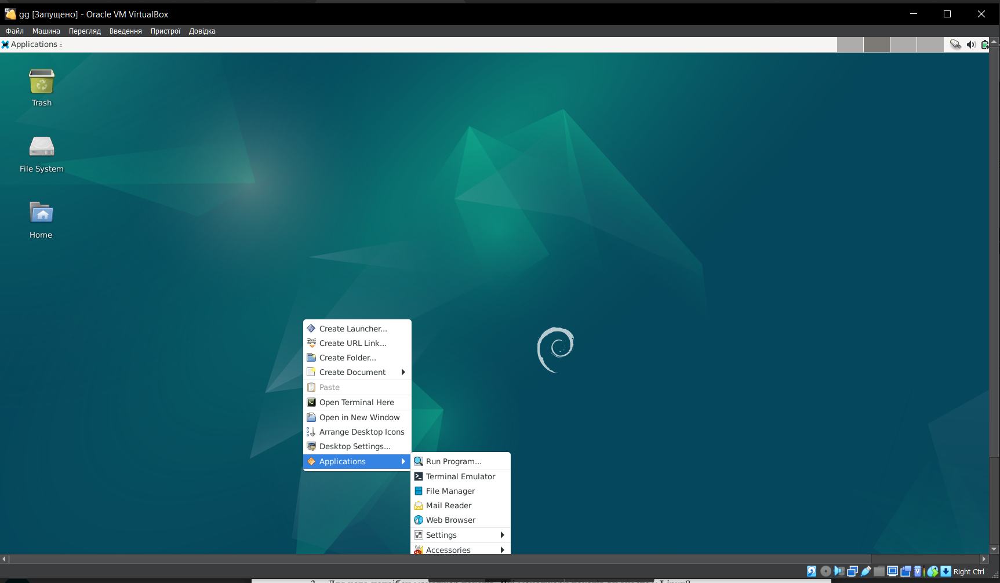 gg [Запущено] - Oracle VM VirtualBox
Файл Машина Перегляд Введення Пристрої Довідка
Applications
Trash
File System
Home
Create Launcher...
Create URL Link...
Create Folder...
Create Document
Paste
Open Terminal Here
Open in New Window
Arrange Desktop Icons
Desktop Settings...
Applications
Run Program...
Terminal Emulator
File Manager
Mail Reader
Web Browser
Settings
Accessories
Right Ctrl